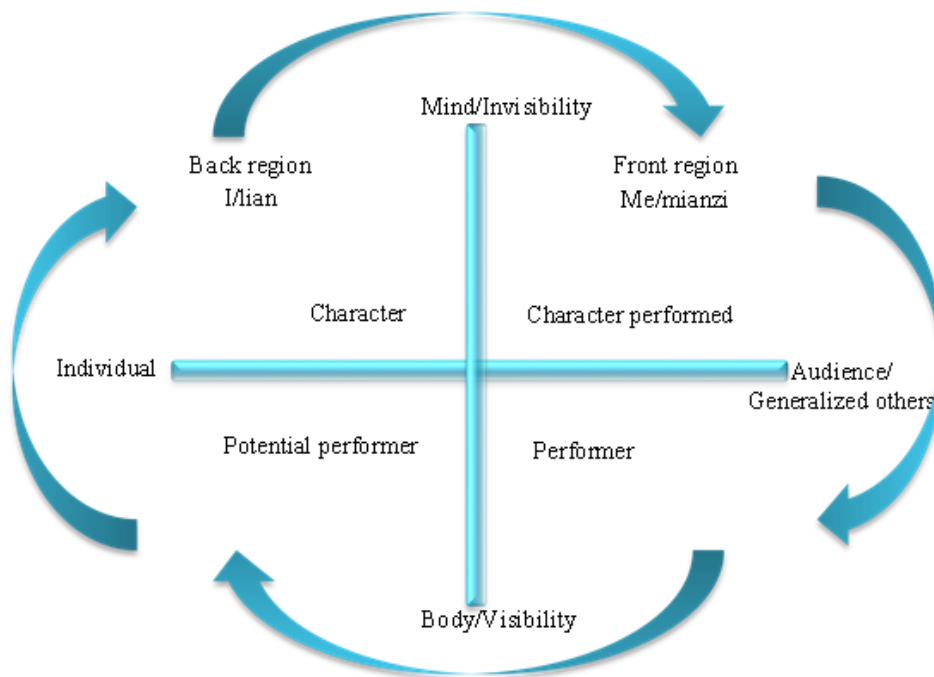 Mind/Invisibility
Back region
I/lian
Front region
Me/mianzi
Character
Character performed
Individual
Audience/
Generalized others
Potential performer
Performer
Body/Visibility